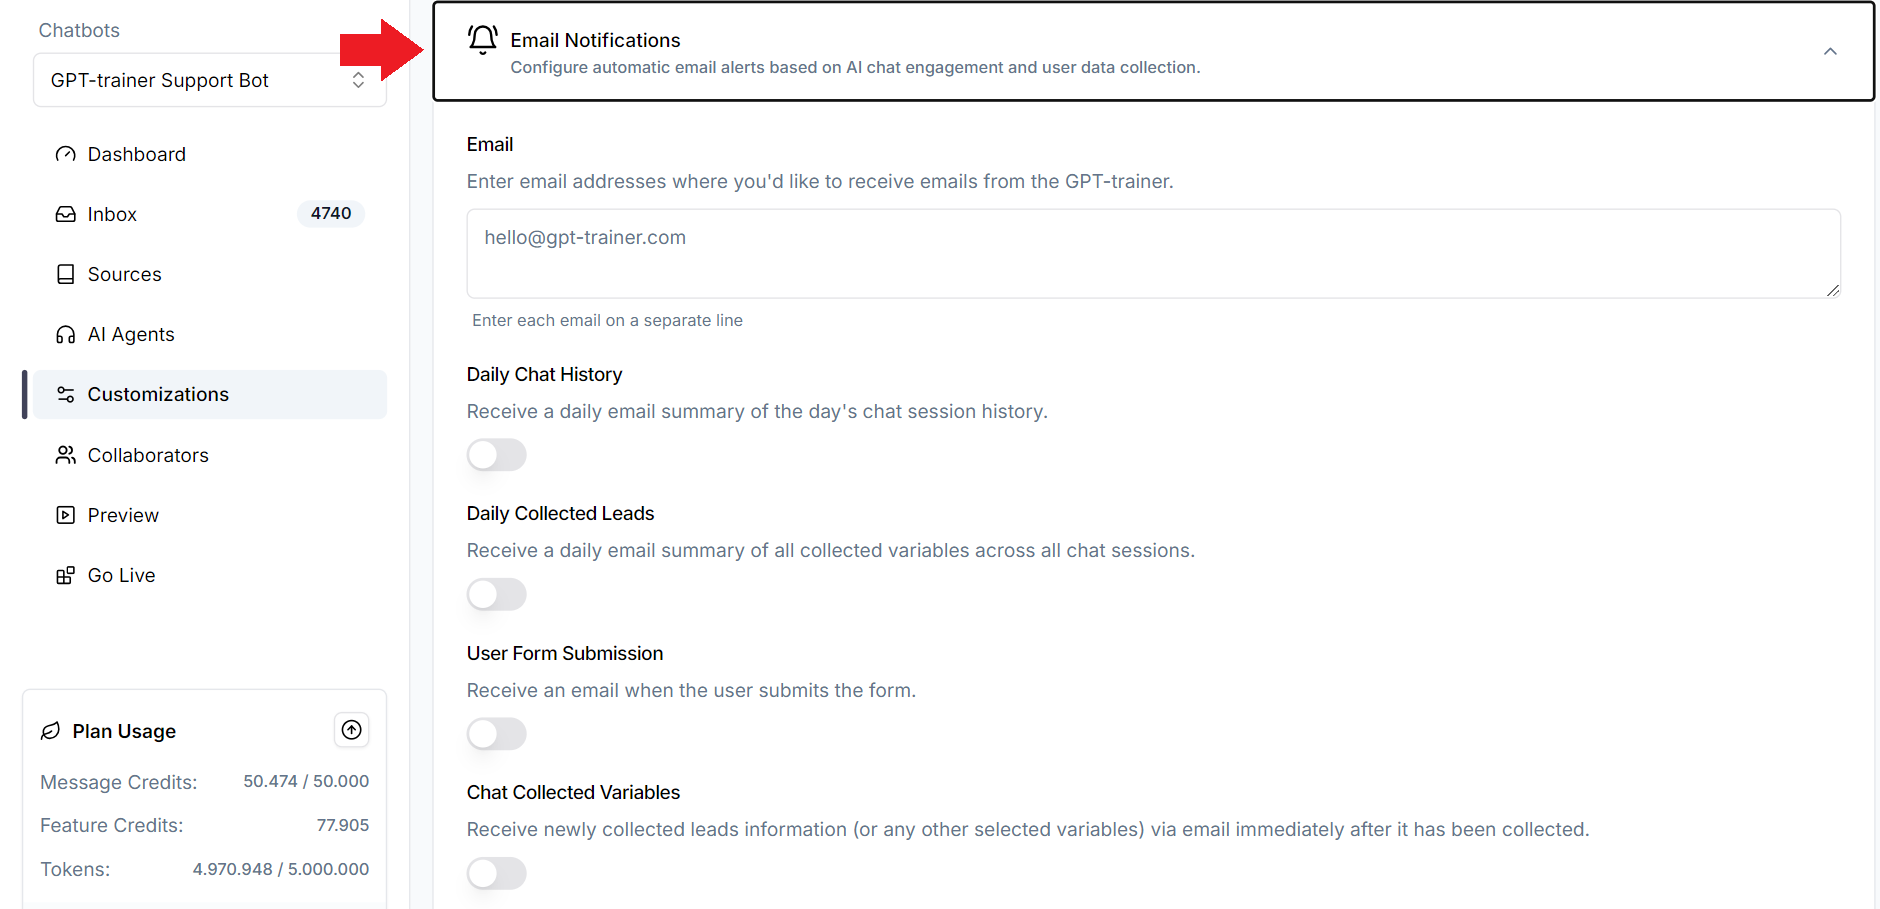 Chatbots
GPT-trainer Support Bot
Dashboard
Inbox 4740
Sources
AI Agents
Customizations
Collaborators
Preview
Go Live
Plan Usage
Message Credits: 50.474 / 50.000
Feature Credits: 77.905
Tokens: 4.970.948 / 5.000.000
Email Notifications
Configure automatic email alerts based on AI chat engagement and user data collection.
Email
Enter email addresses where you'd like to receive emails from the GPT-trainer.
hello@gpt-trainer.com
Enter each email on a separate line
Daily Chat History
Receive a daily email summary of the day's chat session history.
Daily Collected Leads
Receive a daily email summary of all collected variables across all chat sessions.
User Form Submission
Receive an email when the user submits the form.
Chat Collected Variables
Receive newly collected leads information (or any other selected variables) via email immediately after it has been collected.